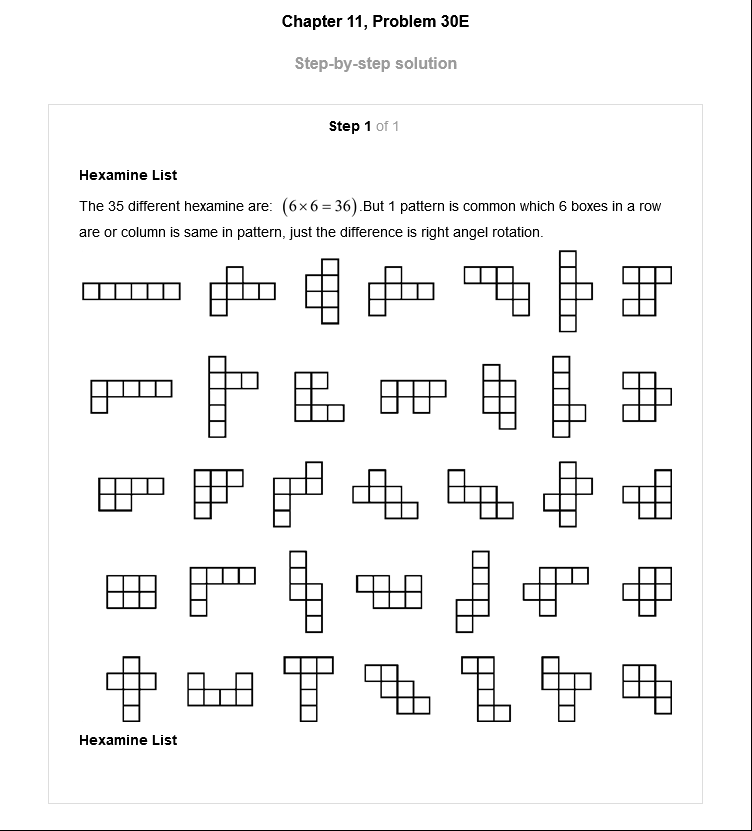 Chapter 11, Problem 30E
Step-by-step solution
Step 1 of 1
Hexamine List
The 35 different hexamine are: (6×6=36).But 1 pattern is common which 6 boxes in a row
are or column is same in pattern, just the difference is right angel rotation.
Hexamine List